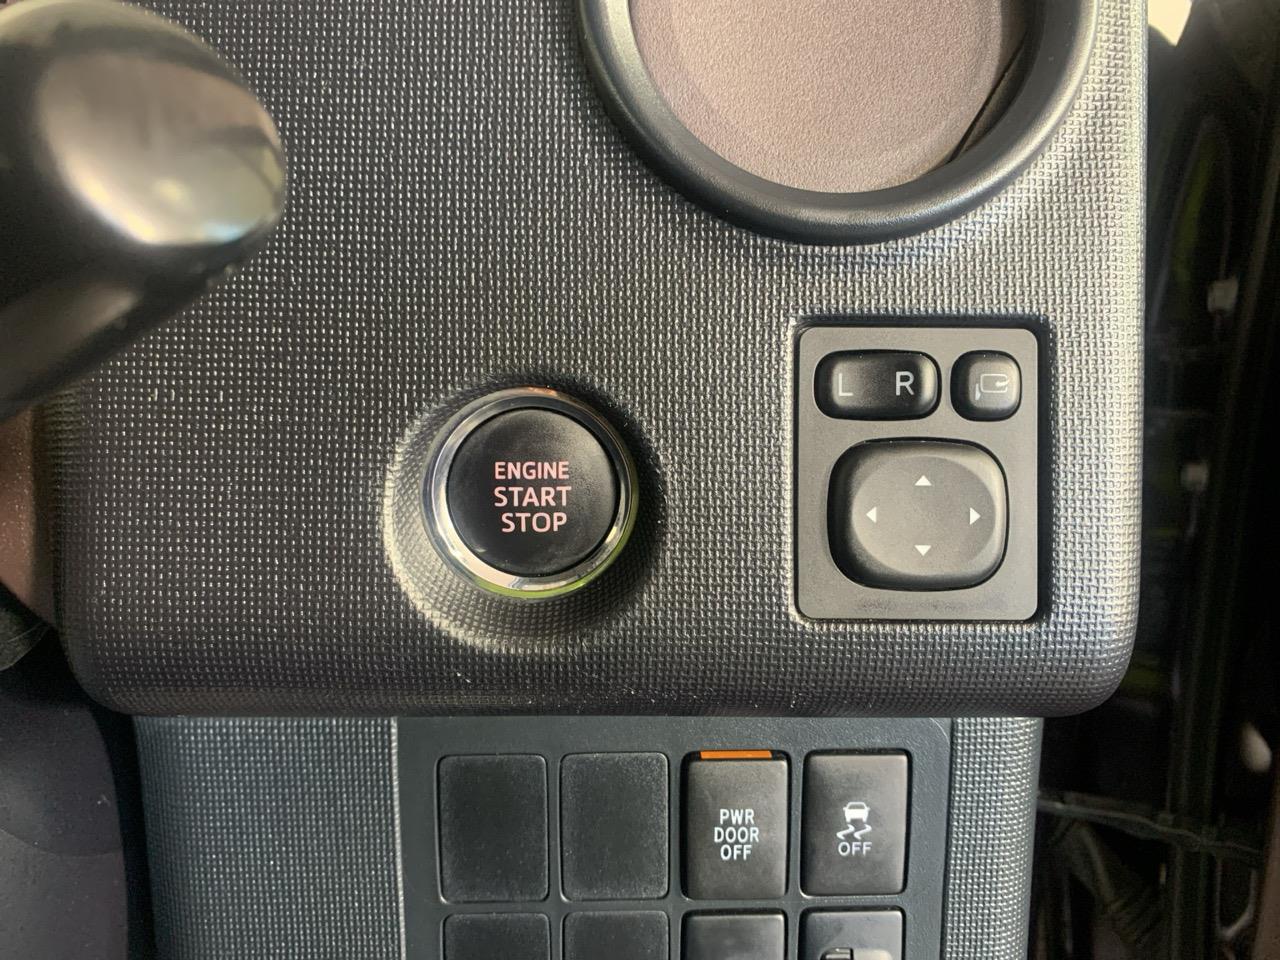 L R
ENGINE
START
STOP
PWR
DOOR
OFF
OFF